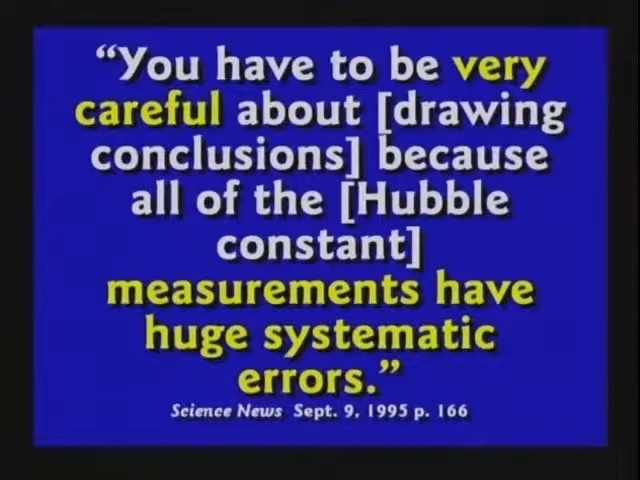 “You have to be very
careful about [drawing
conclusions] because
all of the [Hubble
constant]
measurements have
huge systematic
errors.”
Science News Sept. 9, 1995 p. 166